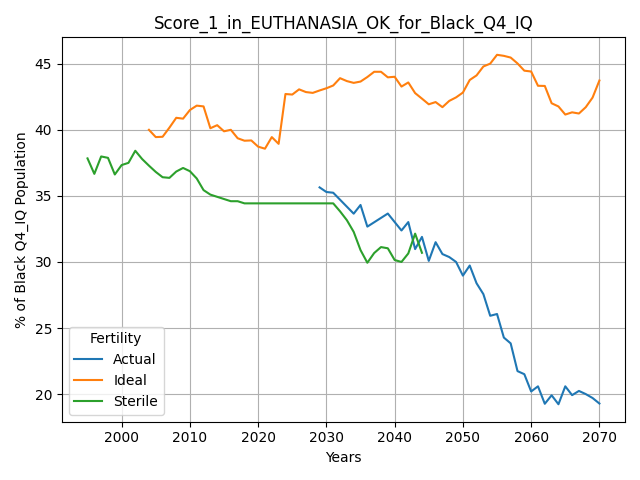 Score_1_in_EUTHANASIA_OK_for_Black_Q4_IQ
% of Black Q4_IQ Population
45
40
35
30
25
20
Fertility
Actual
Ideal
Sterile
2000 2010 2020 2030 2040 2050 2060 2070
Years